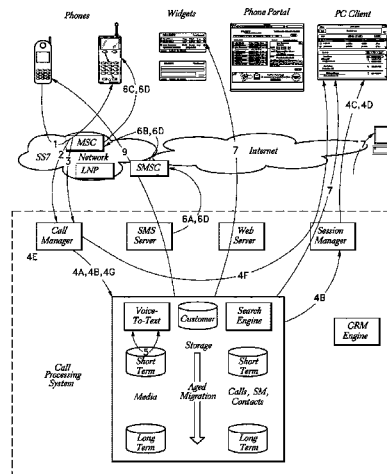 Phones
Widgets
Phone Portal
PC Client
6C, 6D
4C, 4D
1
2
3
MSC
SS7
Network
LNP
6B, 6D
9
SMSC
7
Internet
7
7
6A, 6D
Call
Manager
SMS
Server
Web
Server
Session
Manager
4E
4A, 4B, 4G
4F
4B
Voice-
To-Text
Customer
Search
Engine
GRM
Engine
5
Storage
Short
Term
Short
Term
Call
Processing
System
Media
Aged
Migration
Calls, SM,
Contacts
Long
Term
Long
Term